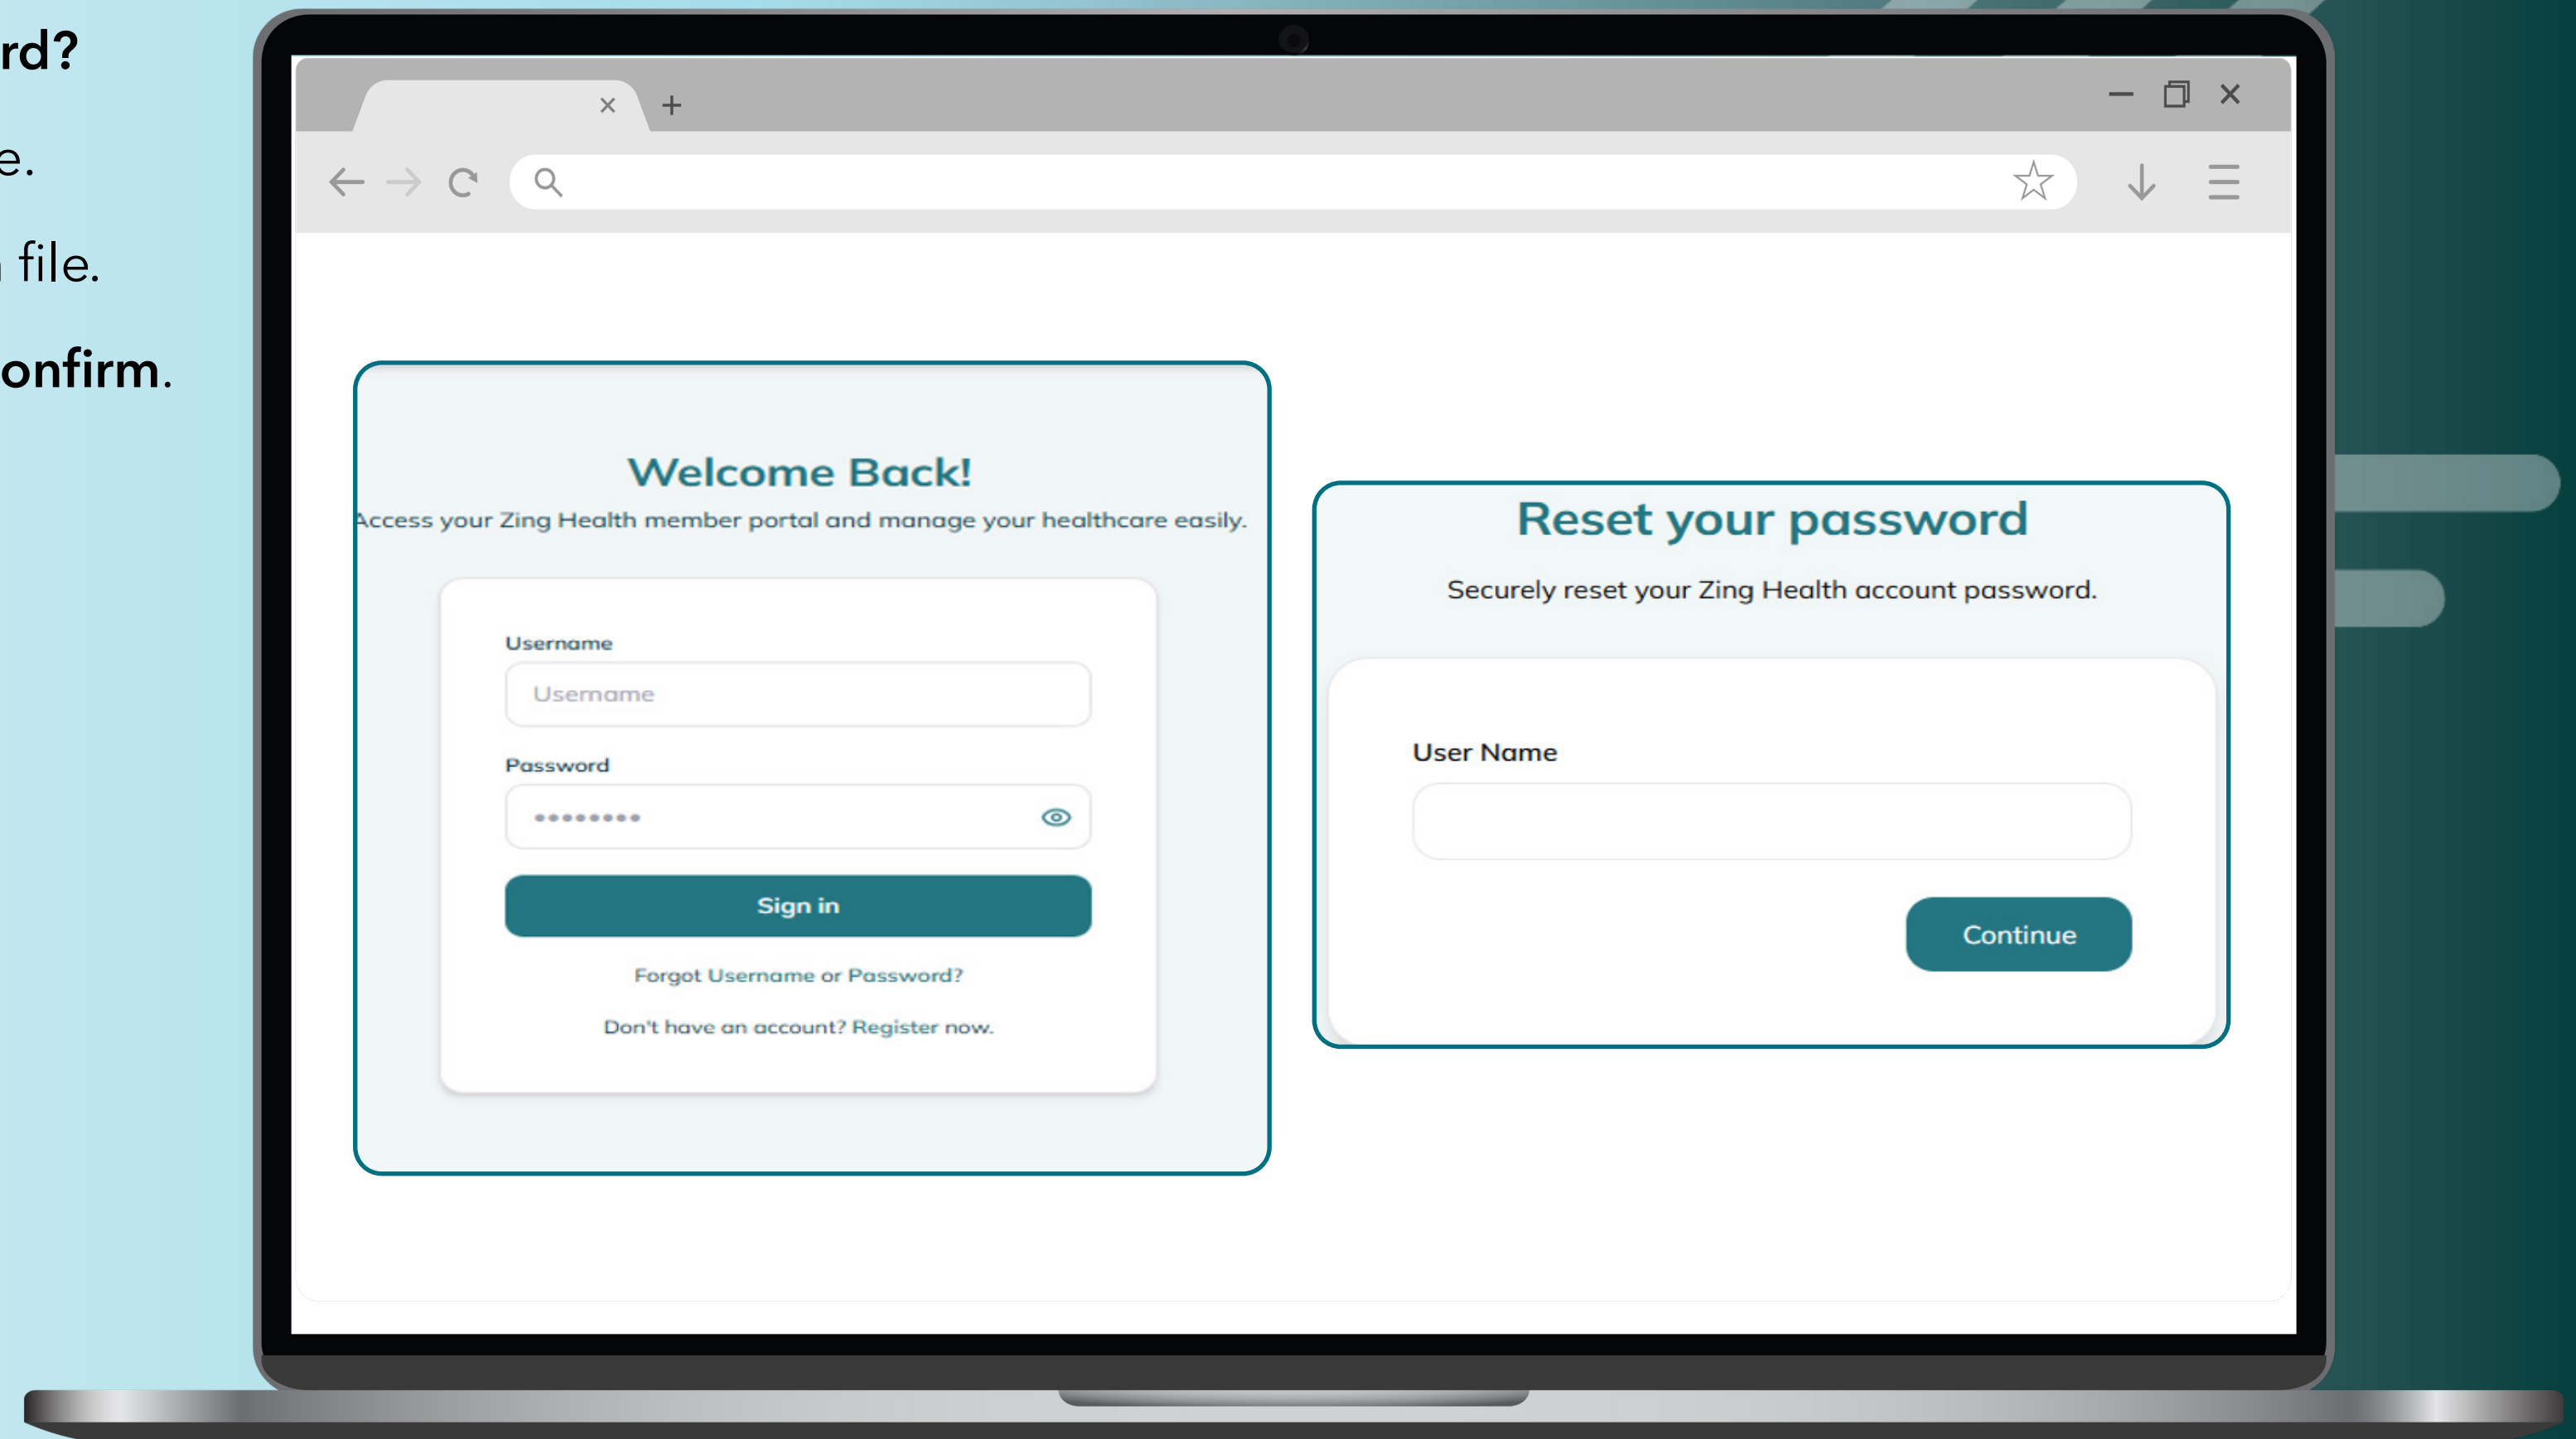 rd?
e.
file.
onfirm.
Welcome Back!
Access your Zing Health member portal and manage your healthcare easily.
Username
Username
Password
Sign in
Forgot Username or Password?
Don't have an account? Register now.
Reset your password
Securely reset your Zing Health account password.
User Name
Continue